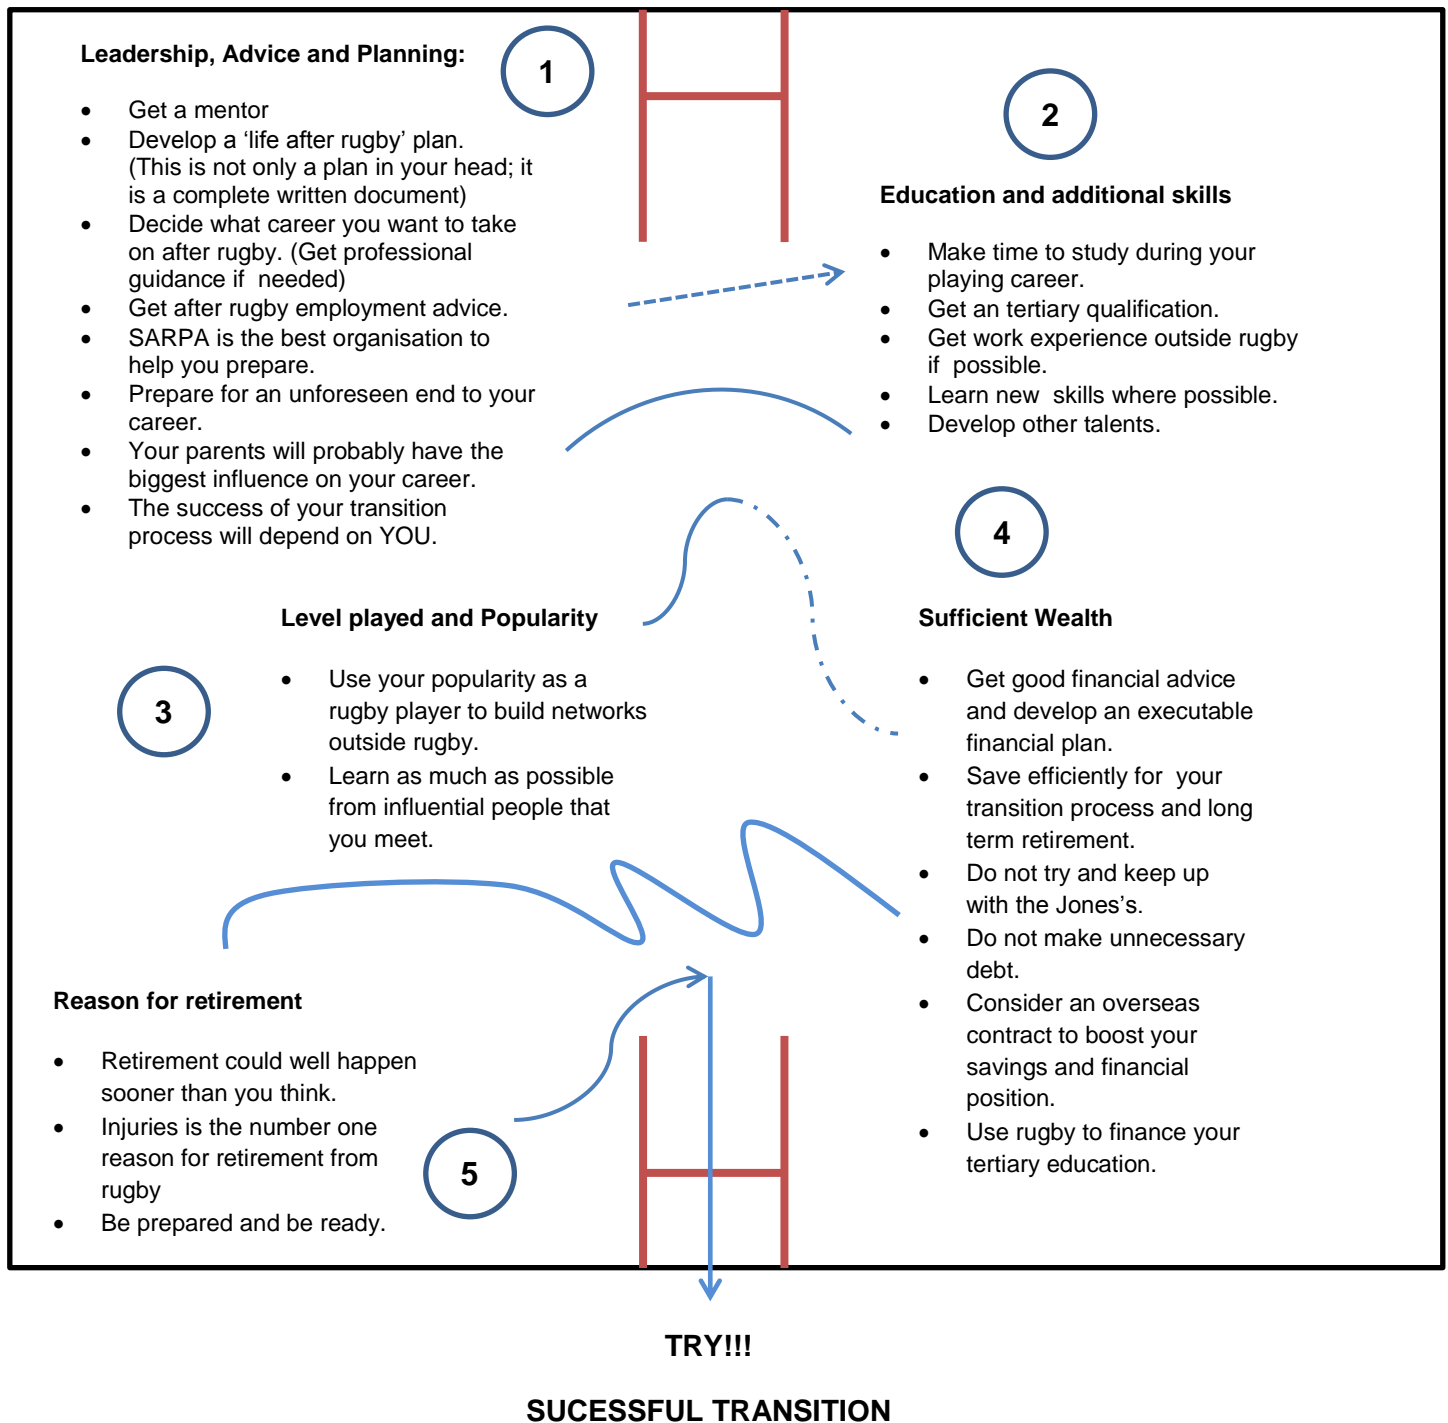 1
Leadership, Advice and Planning:
• Get a mentor
• Develop a ‘life after rugby’ plan.
(This is not only a plan in your head; it
is a complete written document)
• Decide what career you want to take
on after rugby. (Get professional
guidance if needed)
• Get after rugby employment advice.
• SARPA is the best organisation to
help you prepare.
• Prepare for an unforeseen end to your
career.
• Your parents will probably have the
biggest influence on your career.
• The success of your transition
process will depend on YOU.
2
Education and additional skills
• Make time to study during your
playing career.
• Get an tertiary qualification.
• Get work experience outside rugby
if possible.
• Learn new skills where possible.
• Develop other talents.
3
Level played and Popularity
• Use your popularity as a
rugby player to build networks
outside rugby.
• Learn as much as possible
from influential people that
you meet.
4
Sufficient Wealth
• Get good financial advice
and develop an executable
financial plan.
• Save efficiently for your
transition process and long
term retirement.
• Do not try and keep up
with the Jones's.
• Do not make unnecessary
debt.
• Consider an overseas
contract to boost your
savings and financial
position.
• Use rugby to finance your
tertiary education.
Reason for retirement
• Retirement could well happen
sooner than you think.
• Injuries is the number one
reason for retirement from
rugby
• Be prepared and be ready.
5
TRY!!!
SUCESSFUL TRANSITION